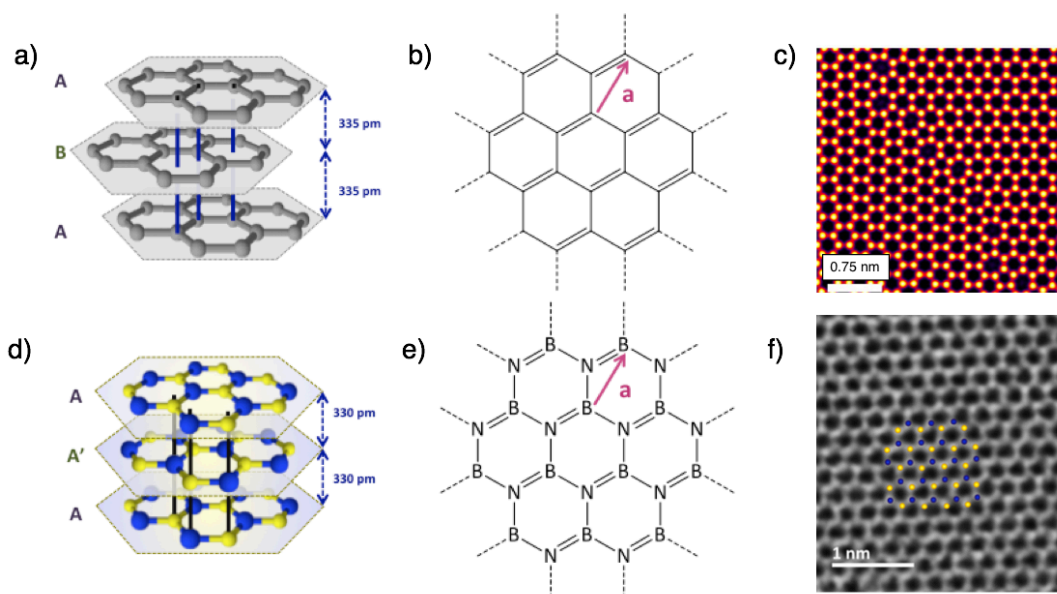 a)
A
335 pm
B
335 pm
A
b)
a
c)
0.75 nm
d)
A
330 pm
A'
330 pm
A
e)
B B
N N N
a
B B B
N N N N
B B B B
N N N N
B B B
N N
f)
1 nm